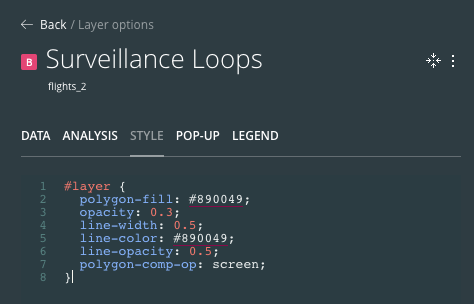 ← Back / Layer options
B Surveillance Loops
flights_2
DATA ANALYSIS STYLE POP-UP LEGEND
1 #layer {
2 polygon-fill: #890049;
3 opacity: 0.3;
4 line-width: 0.5;
5 line-color: #890049;
6 line-opacity: 0.5;
7 polygon-comp-op: screen;
8 }